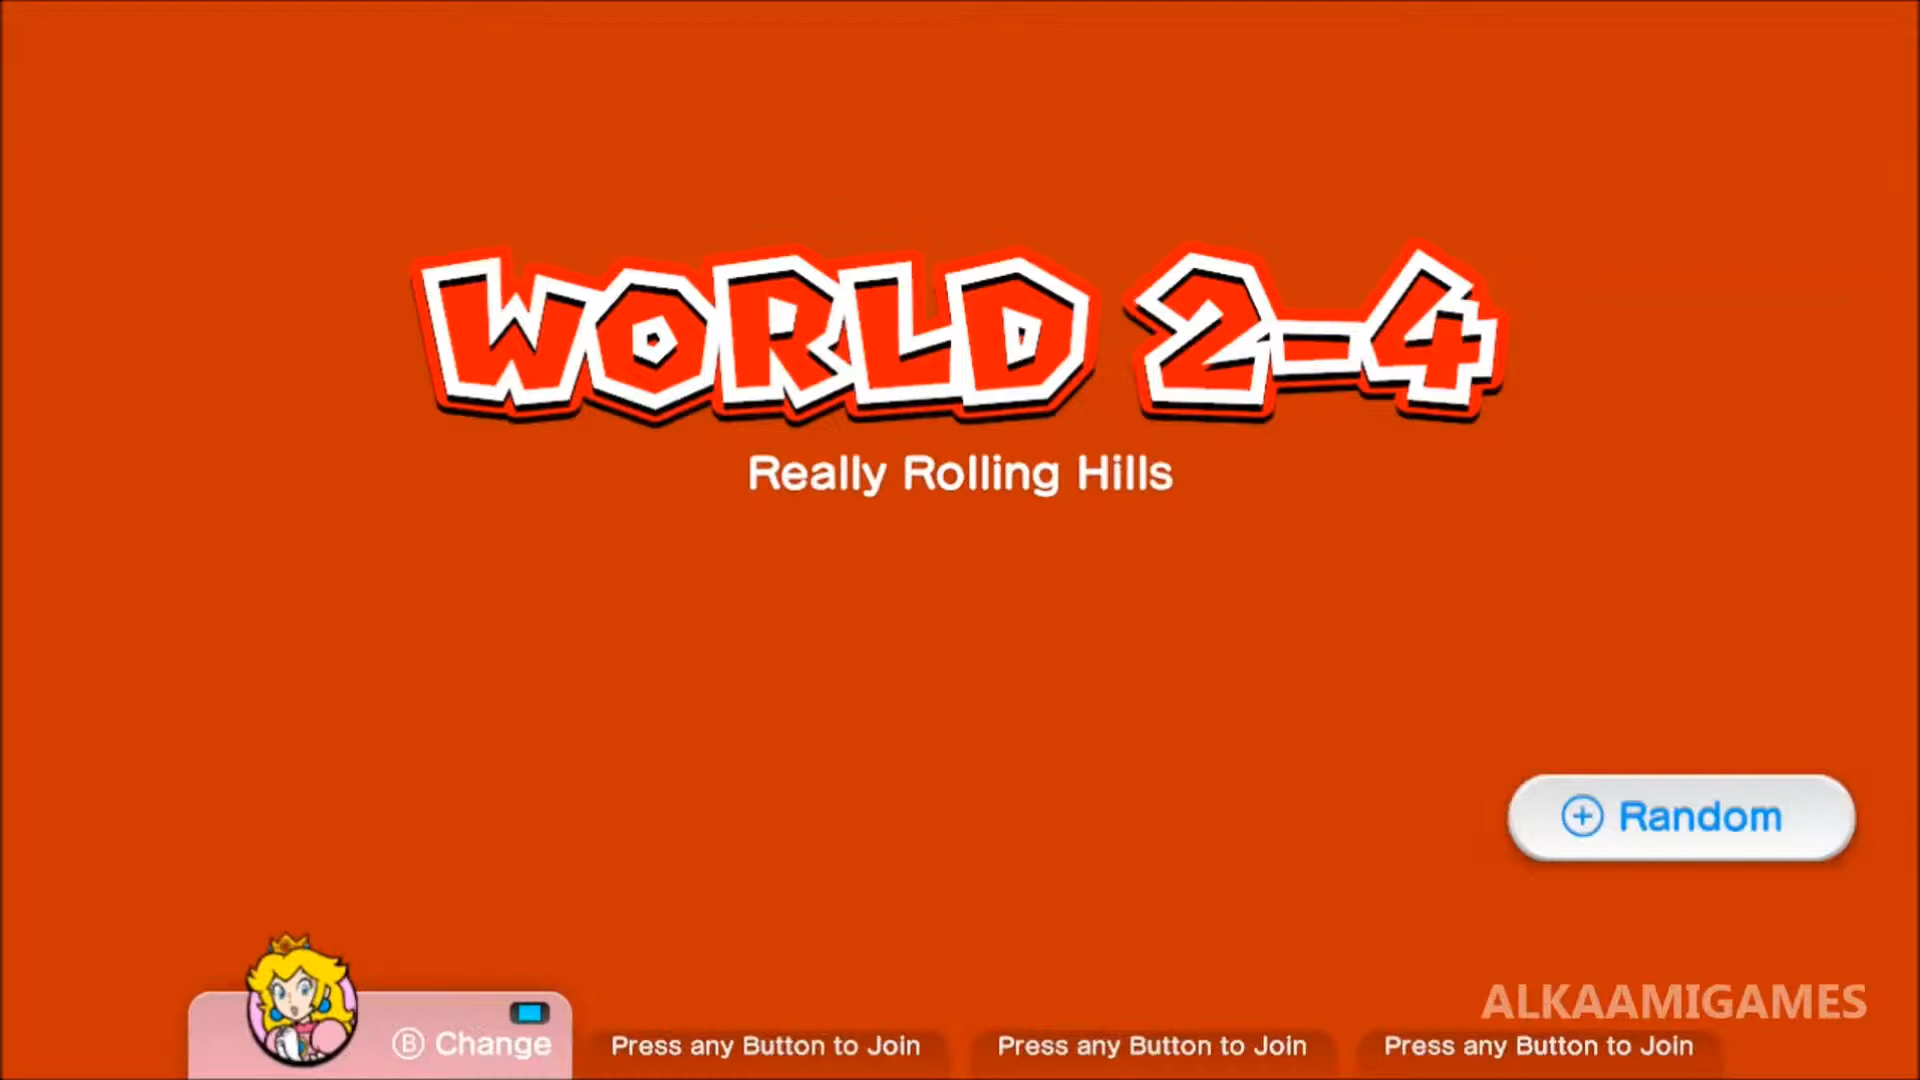 WORLD 2-4
Really Rolling Hills
+ Random
ALKAAMIGAMES
B Change
Press any Button to Join
Press any Button to Join
Press any Button to Join